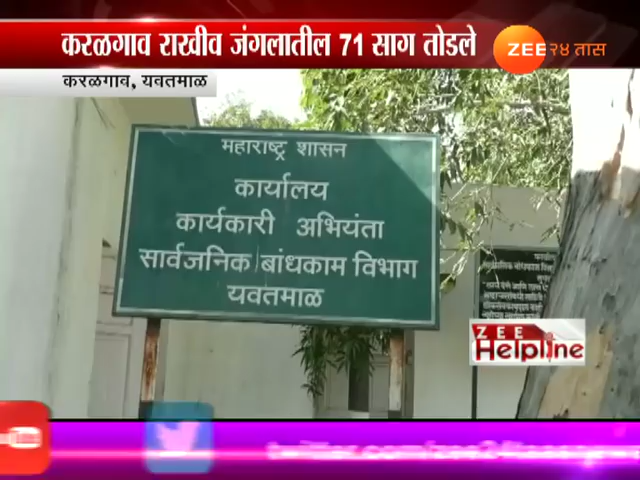 करळगाव राखीव जंगलातील 71 साग तोडले
ZEE २४ तास
करळगाव, यवतमाळ
महाराष्ट्र शासन
कार्यालय
कार्यकारी अभियंता
सार्वजनिक बांधकाम विभाग
यवतमाळ
ZEE
Helpline